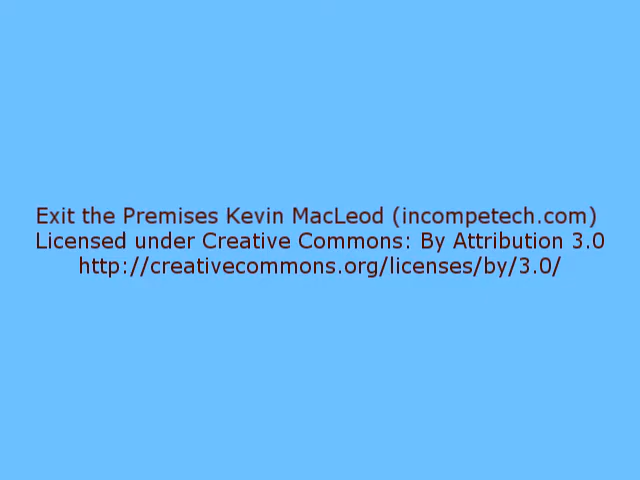 Exit the Premises Kevin MacLeod (incompetech.com)
Licensed under Creative Commons: By Attribution 3.0
http://creativecommons.org/licenses/by/3.0/